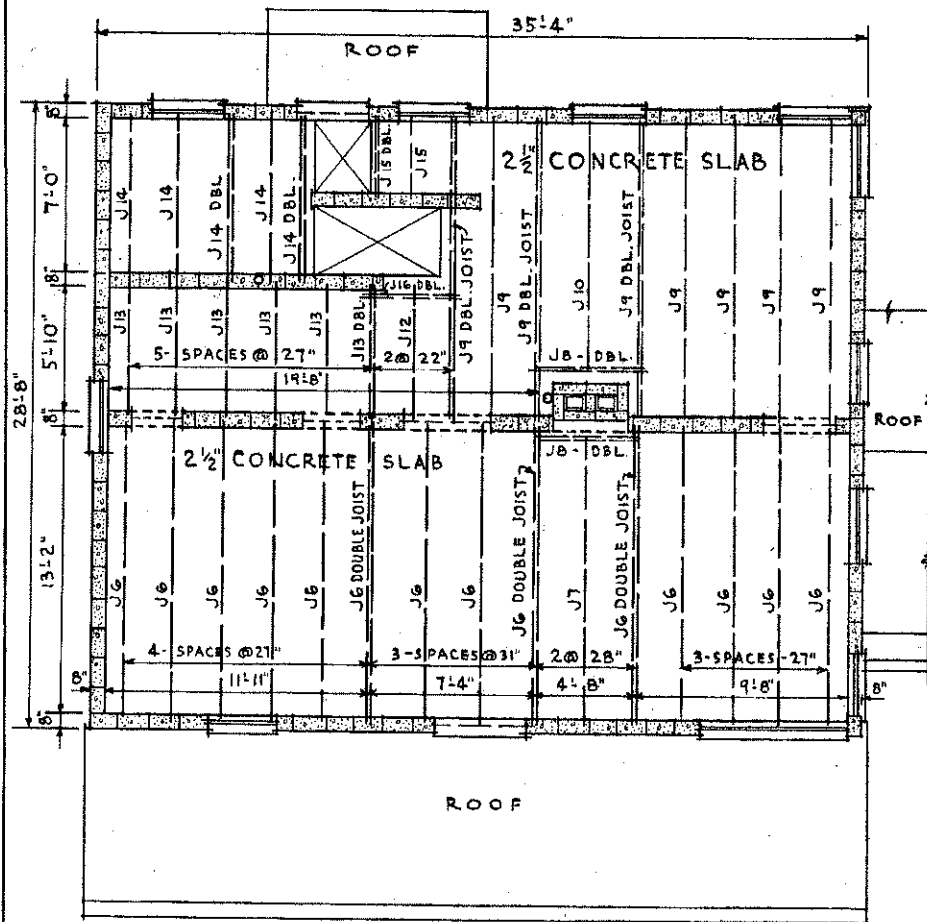 35'-4"
ROOF
8"
7'-0"
8"
5'-10"
8"
13'-2"
8"
28'-8"
J14
J14
J14 DBL
J14
J14 DBL.
J15 DBL.
J15
2½" CONCRETE SLAB
J16 DBL.
J13
J13
J13
J13
J13
J13 DBL
J12
J9 DBL. JOIST
J9
J9 DBL. JOIST
J10
J9 DBL. JOIST
J9
J9
J9
J9
5- SPACES @ 27"
2@ 22"
19'-8"
J8 - DBL.
ROOF
2½" CONCRETE SLAB
J8 - DBL.
J6
J6
J6
J6
J6
J6 DOUBLE JOIST
J6
J6
J6 DOUBLE JOIST
J7
J6 DOUBLE JOIST
J6
J6
J6
J6
4- SPACES @ 27"
3-SPACES @ 31"
2@ 28"
3-SPACES - 27"
8"
11'-11"
7'-4"
4'-8"
9'-8"
8"
ROOF